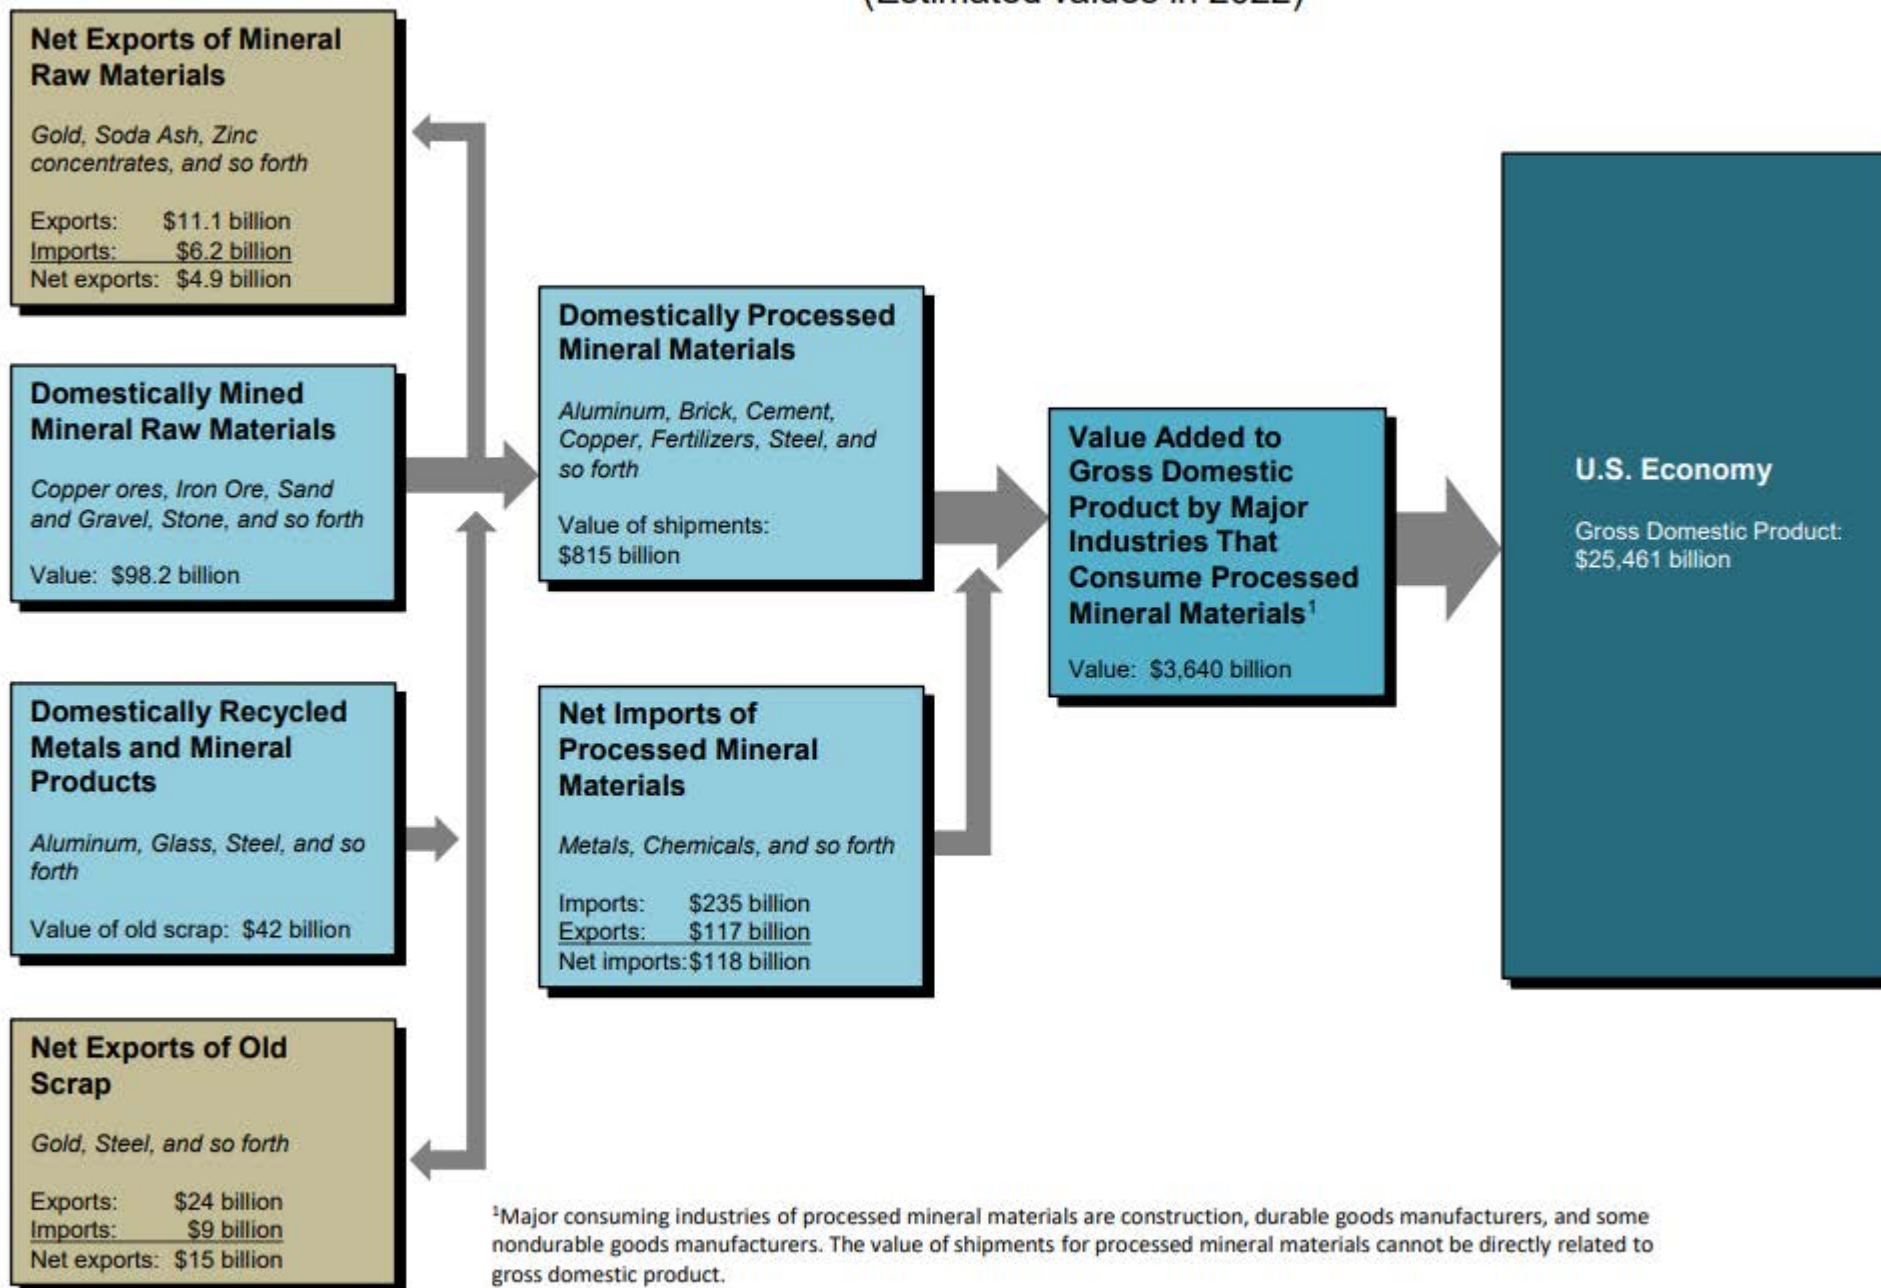 (Estimated values in 2022)
Net Exports of Mineral
Raw Materials
Gold, Soda Ash, Zinc
concentrates, and so forth
Exports: $11.1 billion
Imports: $6.2 billion
Net exports: $4.9 billion
Domestically Mined
Mineral Raw Materials
Copper ores, Iron Ore, Sand
and Gravel, Stone, and so forth
Value: $98.2 billion
Domestically Recycled
Metals and Mineral
Products
Aluminum, Glass, Steel, and so
forth
Value of old scrap: $42 billion
Net Exports of Old
Scrap
Gold, Steel, and so forth
Exports: $24 billion
Imports: $9 billion
Net exports: $15 billion
Domestically Processed
Mineral Materials
Aluminum, Brick, Cement,
Copper, Fertilizers, Steel, and
so forth
Value of shipments:
$815 billion
Net Imports of
Processed Mineral
Materials
Metals, Chemicals, and so forth
Imports: $235 billion
Exports: $117 billion
Net imports: $118 billion
Value Added to
Gross Domestic
Product by Major
Industries That
Consume Processed
Mineral Materials¹
Value: $3,640 billion
U.S. Economy
Gross Domestic Product:
$25,461 billion
¹Major consuming industries of processed mineral materials are construction, durable goods manufacturers, and some
nondurable goods manufacturers. The value of shipments for processed mineral materials cannot be directly related to
gross domestic product.